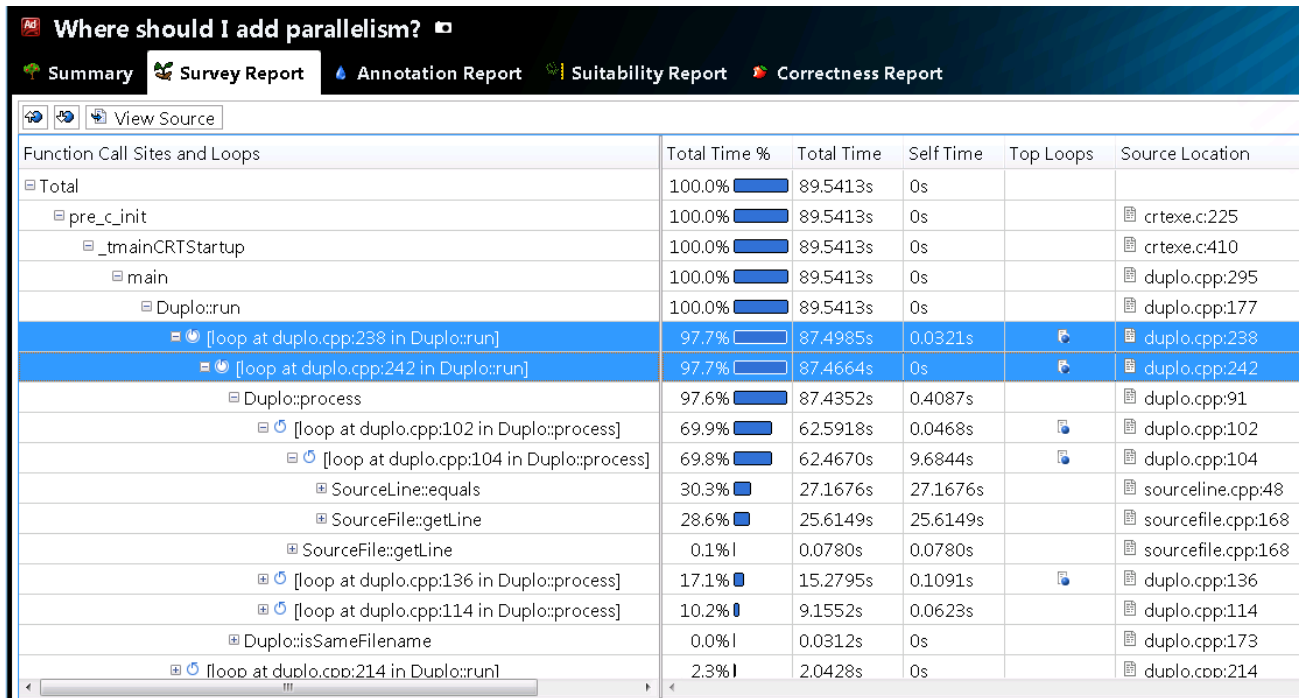 Ad Where should I add parallelism?
Summary Survey Report Annotation Report Suitability Report Correctness Report
View Source
Function Call Sites and Loops Total Time % Total Time Self Time Top Loops Source Location
Total 100.0% 89.5413s 0s
pre_c_init 100.0% 89.5413s 0s crtexe.c:225
_tmainCRTStartup 100.0% 89.5413s 0s crtexe.c:410
main 100.0% 89.5413s 0s duplo.cpp:295
Duplo::run 100.0% 89.5413s 0s duplo.cpp:177
[loop at duplo.cpp:238 in Duplo::run] 97.7% 87.4985s 0.0321s duplo.cpp:238
[loop at duplo.cpp:242 in Duplo::run] 97.7% 87.4664s 0s duplo.cpp:242
Duplo::process 97.6% 87.4352s 0.4087s duplo.cpp:91
[loop at duplo.cpp:102 in Duplo::process] 69.9% 62.5918s 0.0468s duplo.cpp:102
[loop at duplo.cpp:104 in Duplo::process] 69.8% 62.4670s 9.6844s duplo.cpp:104
SourceLine::equals 30.3% 27.1676s 27.1676s sourceline.cpp:48
SourceFile::getLine 28.6% 25.6149s 25.6149s sourcefile.cpp:168
SourceFile::getLine 0.1% 0.0780s 0.0780s sourcefile.cpp:168
[loop at duplo.cpp:136 in Duplo::process] 17.1% 15.2795s 0.1091s duplo.cpp:136
[loop at duplo.cpp:114 in Duplo::process] 10.2% 9.1552s 0.0623s duplo.cpp:114
Duplo::isSameFilename 0.0% 0.0312s 0s duplo.cpp:173
[loop at duplo.cpp:214 in Duplo::run] 2.3% 2.0428s 0s duplo.cpp:214